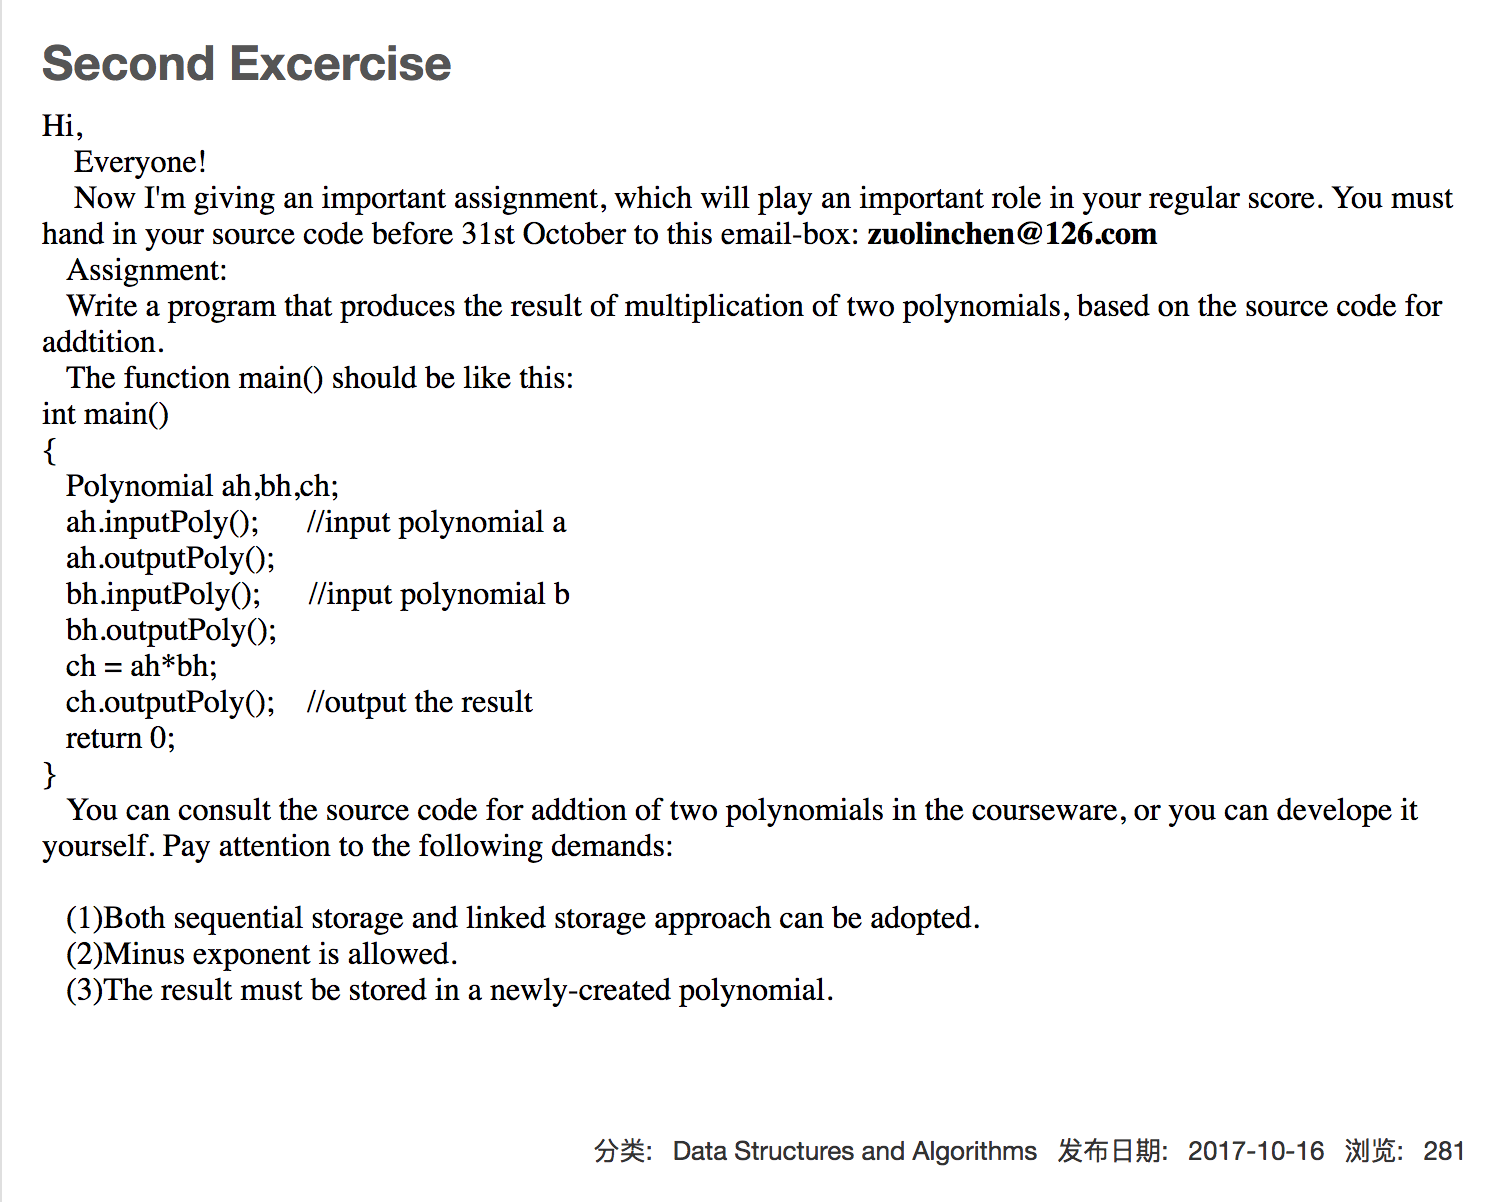 Second Excercise
Hi,
Everyone!
Now I'm giving an important assignment, which will play an important role in your regular score. You must
hand in your source code before 31st October to this email-box: zuolinchen@126.com
Assignment:
Write a program that produces the result of multiplication of two polynomials, based on the source code for
addtition.
The function main() should be like this:
int main()
{
Polynomial ah,bh,ch;
ah.inputPoly(); //input polynomial a
ah.outputPoly();
bh.inputPoly(); //input polynomial b
bh.outputPoly();
ch = ah*bh;
ch.outputPoly(); //output the result
return 0;
}
You can consult the source code for addtion of two polynomials in the courseware, or you can develope it
yourself. Pay attention to the following demands:
(1)Both sequential storage and linked storage approach can be adopted.
(2)Minus exponent is allowed.
(3)The result must be stored in a newly-created polynomial.
分类: Data Structures and Algorithms 发布日期: 2017-10-16 浏览: 281